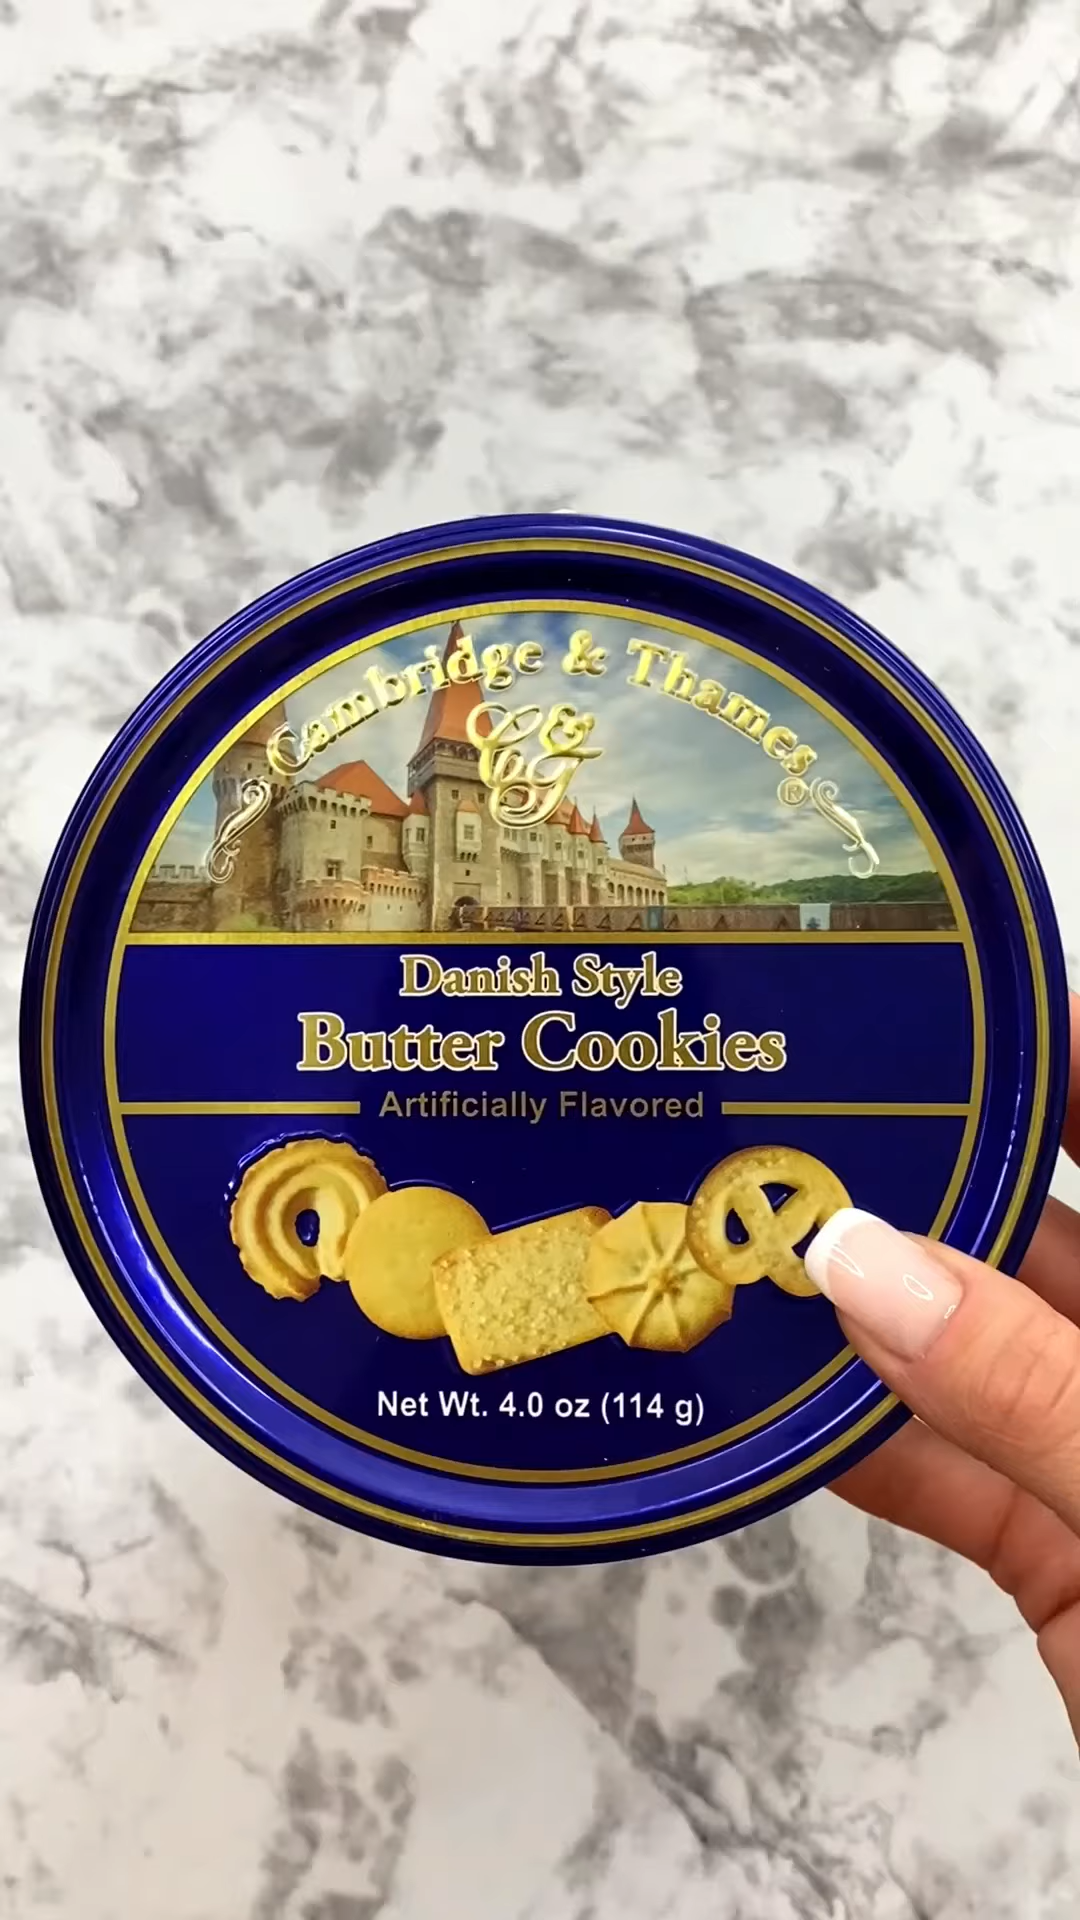 Cambridge & Thames®
C&T
Danish Style
Butter Cookies
Artificially Flavored
Net Wt. 4.0 oz (114 g)